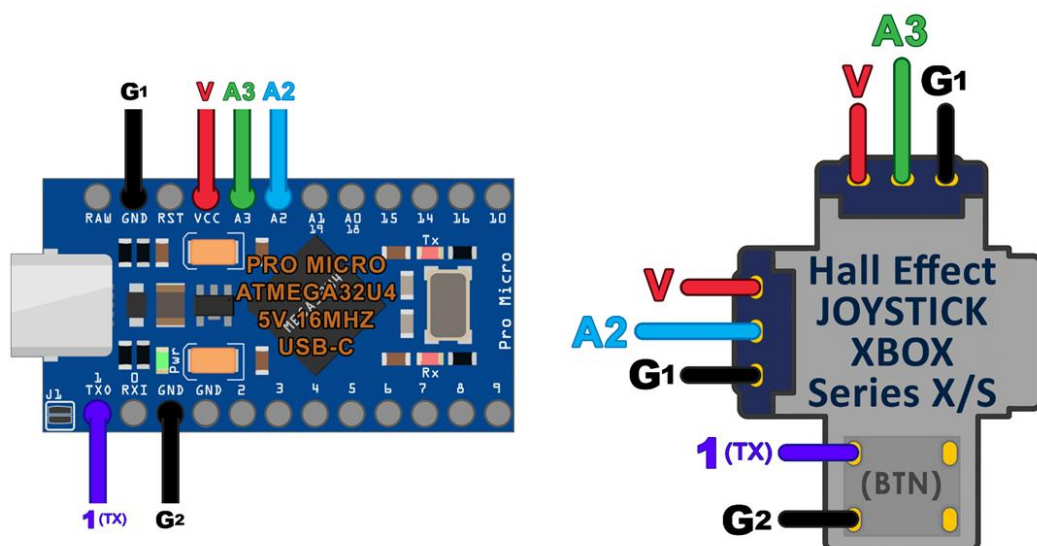 G1 V A3 A2
RAW GND RST VCC A3 A2 A1 A0 15 14 16 10
19 18
Tx
PRO MICRO
ATMEGA32U4
5V 16MHZ
USB-C
Pro Micro
Pwr
Rx
J1
1 0
TXO RXI GND GND 2 3 4 5 6 7 8 9
1 (TX) G2
A3
V G1
V
A2
G1
Hall Effect
JOYSTICK
XBOX
Series X/S
1 (TX)
(BTN)
G2